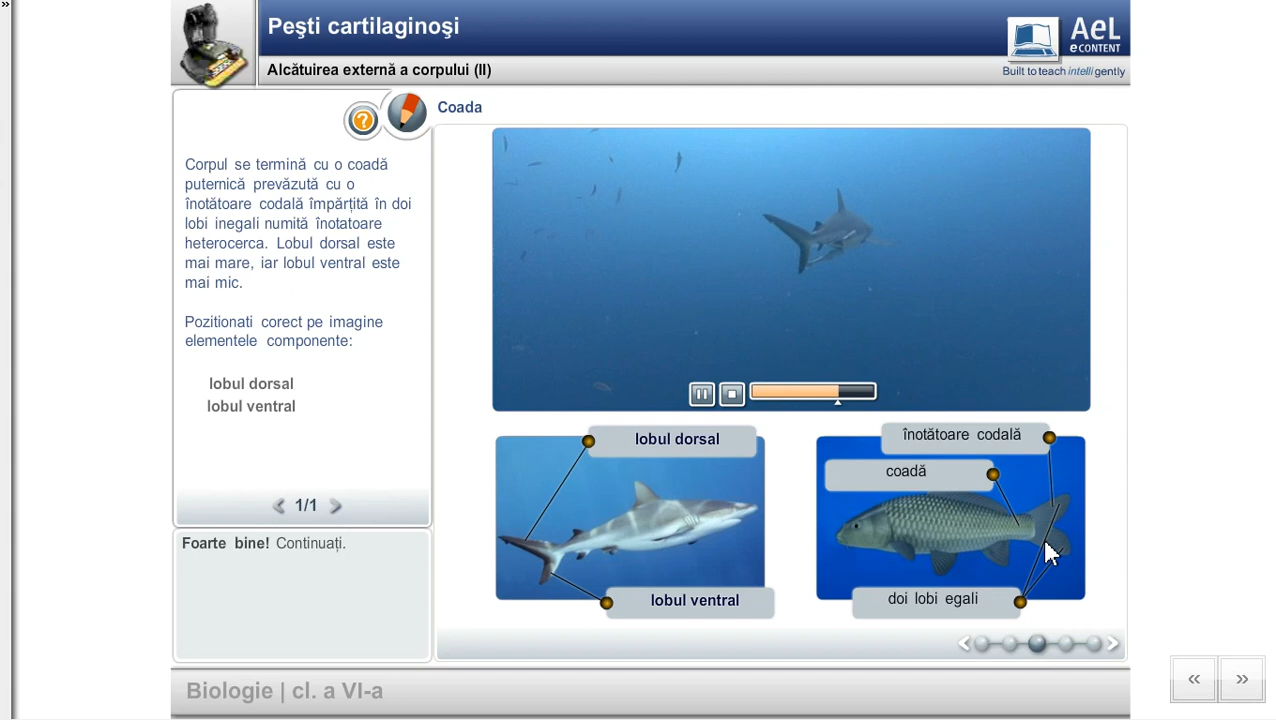 »
Peşti cartilaginoşi
AeL
eCONTENT
Alcătuirea externă a corpului (II)
Built to teach intelligently
Coada
Corpul se termină cu o coadă
puternică prevăzută cu o
înotătoare codală împărțită în doi
lobi inegali numită înotatoare
heterocerca. Lobul dorsal este
mai mare, iar lobul ventral este
mai mic.
Pozitionati corect pe imagine
elementele componente:
lobul dorsal
lobul ventral
1/1
Foarte bine! Continuați.
lobul dorsal
lobul ventral
înotătoare codală
coadă
doi lobi egali
Biologie | cl. a VI-a
« »